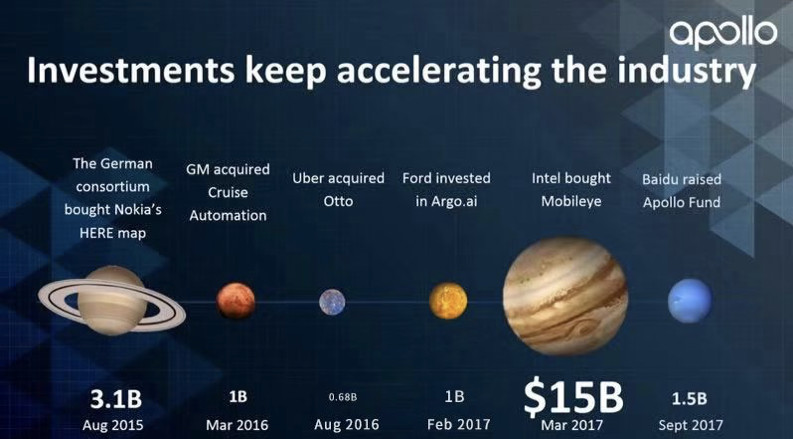 apollo
Investments keep accelerating the industry
The German
consortium
bought Nokia's
HERE map
GM acquired
Cruise
Automation
Uber acquired
Otto
Ford invested
in Argo.ai
Intel bought
Mobileye
Baidu raised
Apollo Fund
3.1B
Aug 2015
1B
Mar 2016
0.68B
Aug 2016
1B
Feb 2017
$15B
Mar 2017
1.5B
Sept 2017